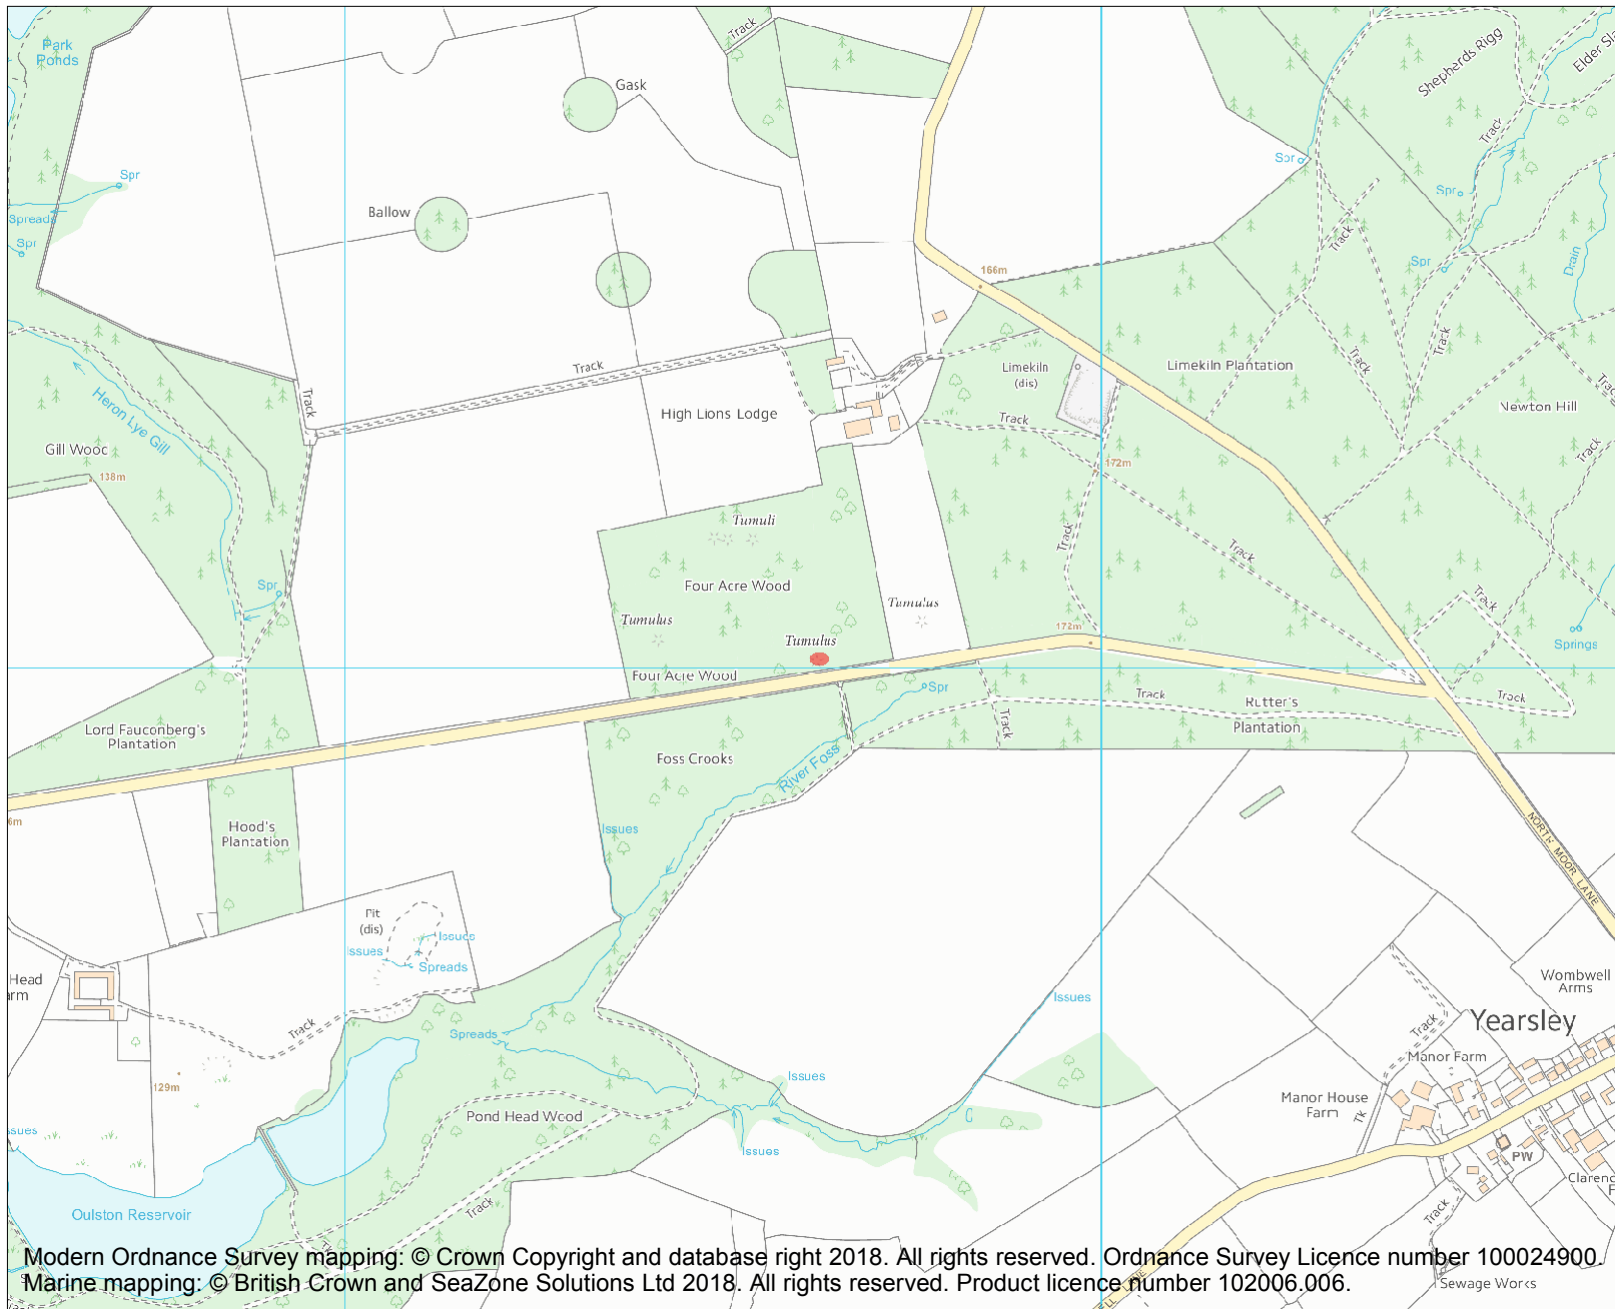 Park
Ponds
Track
Gask
Shepherds Rigg
Track
Spr
Spr
Spr
Spreads
Spr
Ballow
Track
Spr
Drain
166m
Track
Track
Track
Limekiln
(dis)
Limekiln Plantation
Track
Heron Lye Gill
High Lions Lodge
Newton Hill
Track
Gill Wood
138m
172m
Track
Tumuli
Track
Track
Four Acre Wood
Spr
Tumulus
Tumulus
Track
Tumulus
172m
Springs
Four Acre Wood
Spr
Track
Track
Rutter's
Plantation
Lord Fauconberg's
Plantation
Track
Foss Crooks
River Foss
6m
Hood's
Plantation
Issues
NORTH MOOR LANE
Pit
(dis)
Issues
Issues
Spreads
Head
arm
Wombwell
Arms
Issues
Track
Track
Yearsley
Spreads
Manor Farm
129m
Issues
Manor House
Farm
Tk
Pond Head Wood
ssues
Issues
PW
Clarenc
F
Oulston Reservoir
Track
Track
Modern Ordnance Survey mapping: © Crown Copyright and database right 2018. All rights reserved. Ordnance Survey Licence number 100024900.
Marine mapping: © British Crown and SeaZone Solutions Ltd 2018. All rights reserved. Product licence number 102006.006.
Sewage Works